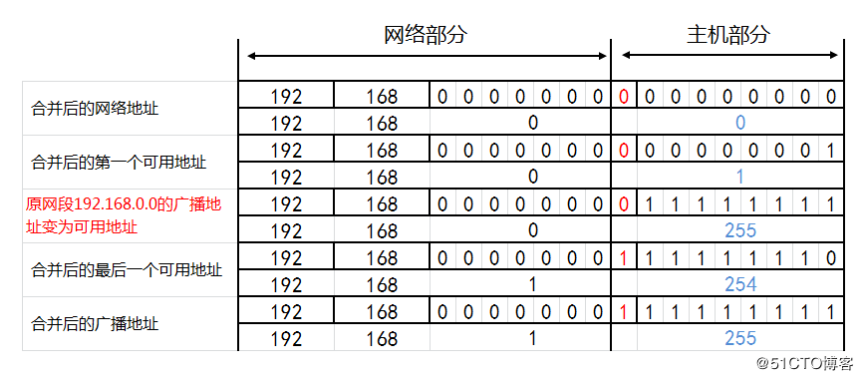 网络部分 主机部分
合并后的网络地址
192 168 0 0 0 0 0 0 0 0 0 0 0 0 0 0 0 0
192 168 0 0
合并后的第一个可用地址
192 168 0 0 0 0 0 0 0 0 0 0 0 0 0 0 0 1
192 168 0 1
原网段192.168.0.0的广播地
址变为可用地址
192 168 0 0 0 0 0 0 0 0 1 1 1 1 1 1 1 1
192 168 0 255
合并后的最后一个可用地址
192 168 0 0 0 0 0 0 0 1 1 1 1 1 1 1 1 0
192 168 1 254
合并后的广播地址
192 168 0 0 0 0 0 0 0 1 1 1 1 1 1 1 1 1
192 168 1 255
@51CTO博客